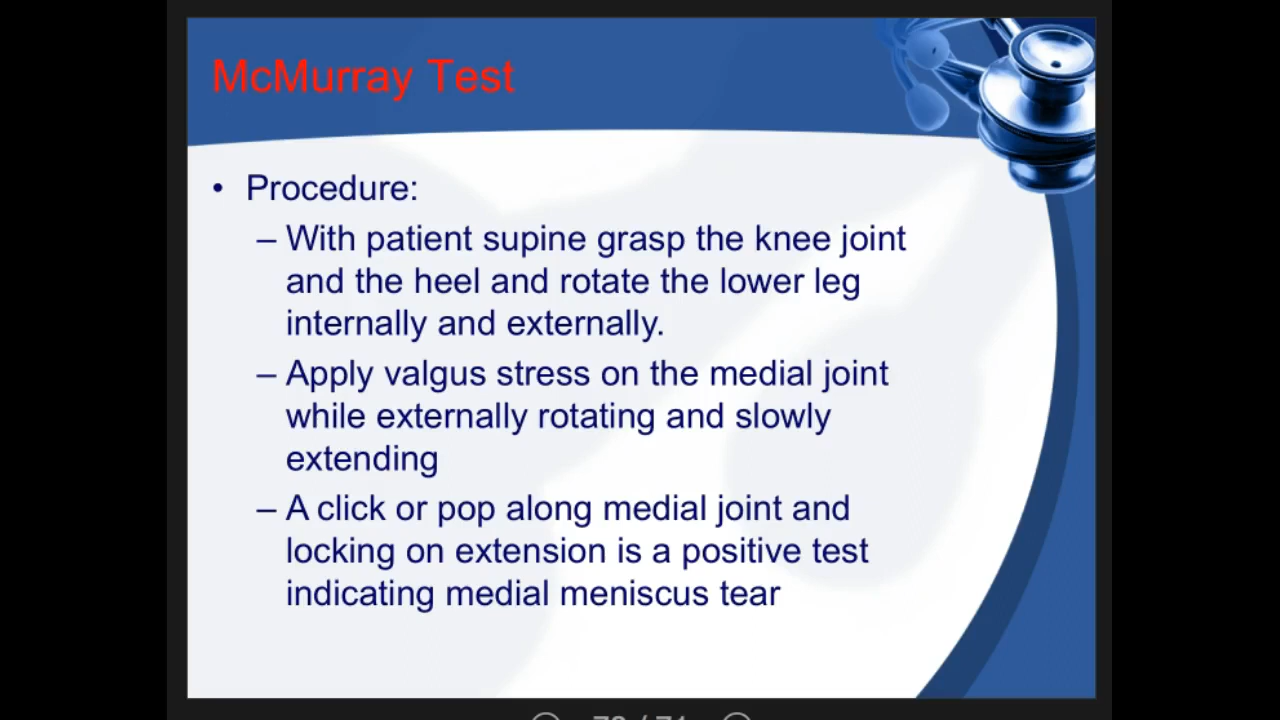 McMurray Test
• Procedure:
– With patient supine grasp the knee joint
and the heel and rotate the lower leg
internally and externally.
– Apply valgus stress on the medial joint
while externally rotating and slowly
extending
– A click or pop along medial joint and
locking on extension is a positive test
indicating medial meniscus tear